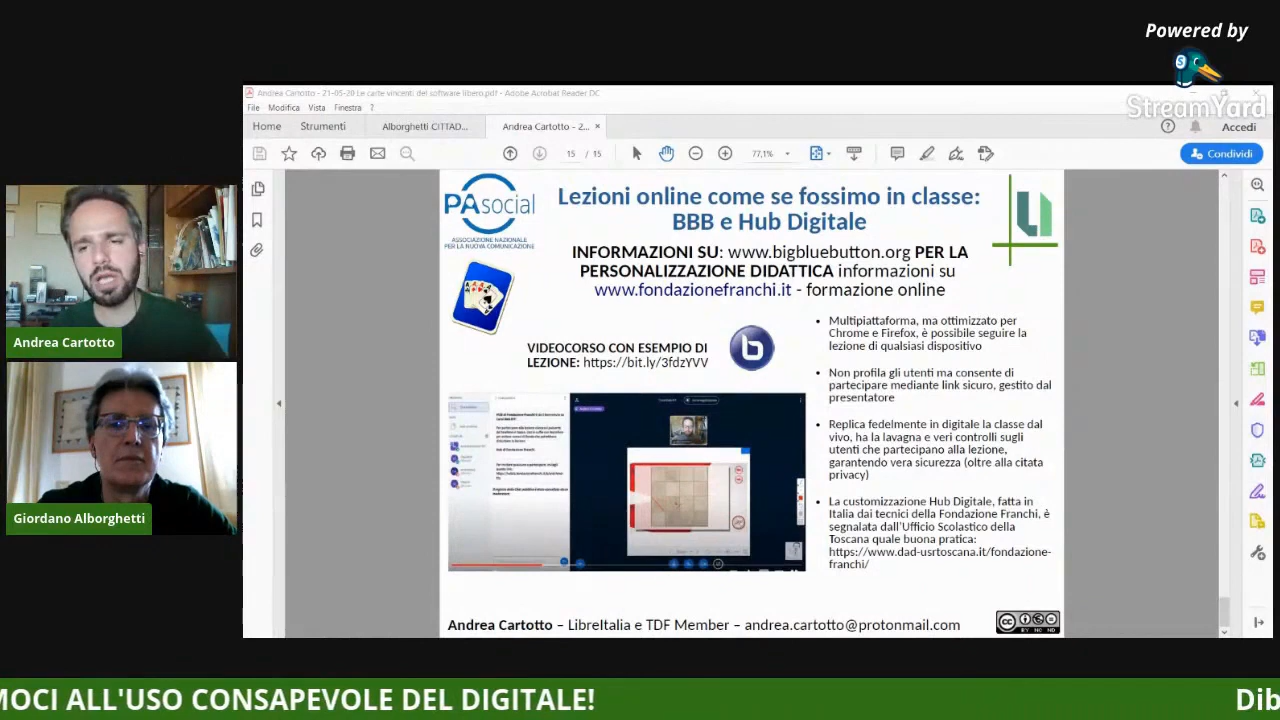 Powered by
StreamYard
Andrea Cartotto - 21-05-20 Le carte vincenti del software libero.pdf - Adobe Acrobat Reader DC
File Modifica Vista Finestra ?
Home Strumenti Alborghetti CITTAD... Andrea Cartotto - 2... ×
Accedi
15 / 15 77,1%
Condividi
PAsocial
ASSOCIAZIONE NAZIONALE
PER LA NUOVA COMUNICAZIONE
Lezioni online come se fossimo in classe:
BBB e Hub Digitale
INFORMAZIONI SU: www.bigbluebutton.org PER LA
PERSONALIZZAZIONE DIDATTICA informazioni su
www.fondazionefranchi.it - formazione online
VIDEOCORSO CON ESEMPIO DI
LEZIONE: https://bit.ly/3fdzYVV
b
• Multipiattaforma, ma ottimizzato per
Chrome e Firefox, è possibile seguire la
lezione di qualsiasi dispositivo
• Non profila gli utenti ma consente di
partecipare mediante link sicuro, gestito dal
presentatore
• Replica fedelmente in digitale la classe dal
vivo, ha la lavagna ed i controlli sugli
utenti che partecipano alla lezione,
garantendo vera sicurezza (oltre alla citata
privacy)
• La customizzazione Hub Digitale, fatta in
Italia dai tecnici della Fondazione Franchi, è
segnalata dall'Ufficio Scolastico della
Toscana quale buona pratica:
https://www.dad-usrtoscana.it/fondazione-
franchi/
Andrea Cartotto – LibreItalia e TDF Member – andrea.cartotto@protonmail.com
CC BY NC ND
Andrea Cartotto
Giordano Alborghetti
MOCI ALL'USO CONSAPEVOLE DEL DIGITALE! Dib